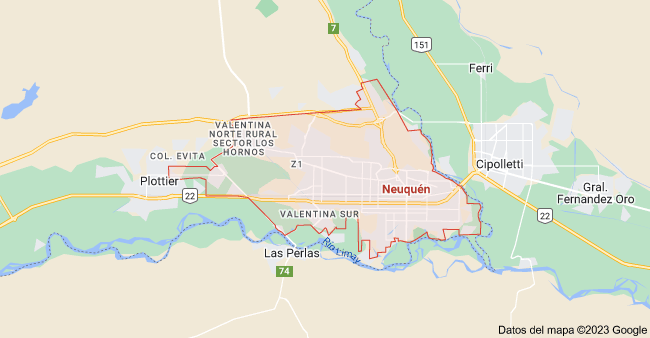 7
151
Ferri
VALENTINA
NORTE RURAL
SECTOR LOS
HORNOS
COL. EVITA
Z1
Cipolletti
Plottier
22
Neuquén
Gral.
Fernandez Oro
VALENTINA SUR
22
Río Limay
Las Perlas
74
Datos del mapa ©2023 Google